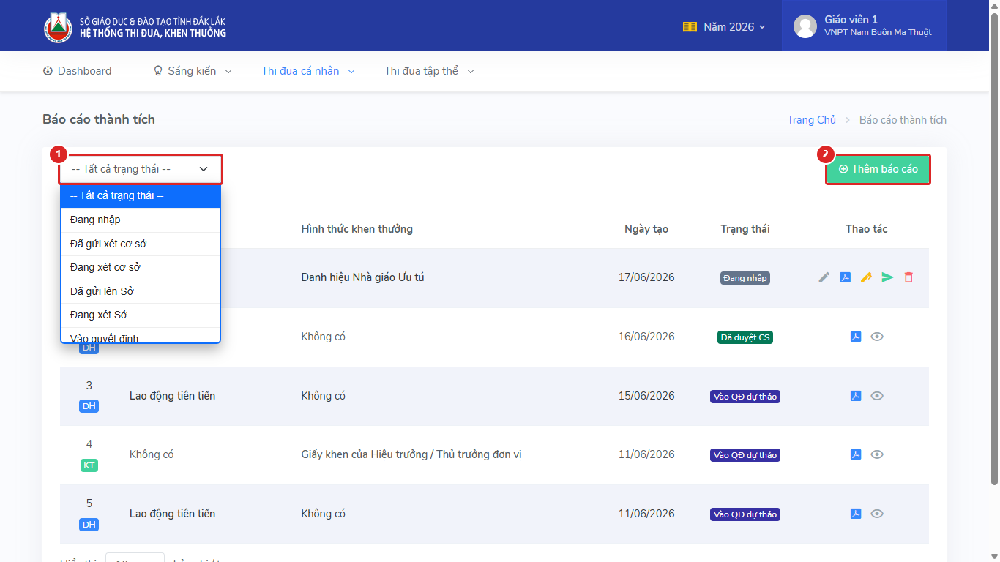 SỞ GIÁO DỤC & ĐÀO TẠO TỈNH ĐẮK LẮK
HỆ THỐNG THI ĐUA, KHEN THƯỞNG
Năm 2026
Giáo viên 1
VNPT Nam Buôn Ma Thuột
Dashboard
Sáng kiến
Thi đua cá nhân
Thi đua tập thể
Báo cáo thành tích
Trang Chủ
Báo cáo thành tích
1
-- Tất cả trạng thái --
2
Thêm báo cáo
-- Tất cả trạng thái --
Đang nhập
Đã gửi xét cơ sở
Đang xét cơ sở
Đã gửi lên Sở
Đang xét Sở
Vào quyết định
Hình thức khen thưởng
Ngày tạo
Trạng thái
Thao tác
Danh hiệu Nhà giáo Ưu tú
17/06/2026
Đang nhập
DH
Không có
16/06/2026
Đã duyệt CS
3
DH
Lao động tiên tiến
Không có
15/06/2026
Vào QĐ dự thảo
4
KT
Không có
Giấy khen của Hiệu trưởng / Thủ trưởng đơn vị
11/06/2026
Vào QĐ dự thảo
5
DH
Lao động tiên tiến
Không có
11/06/2026
Vào QĐ dự thảo